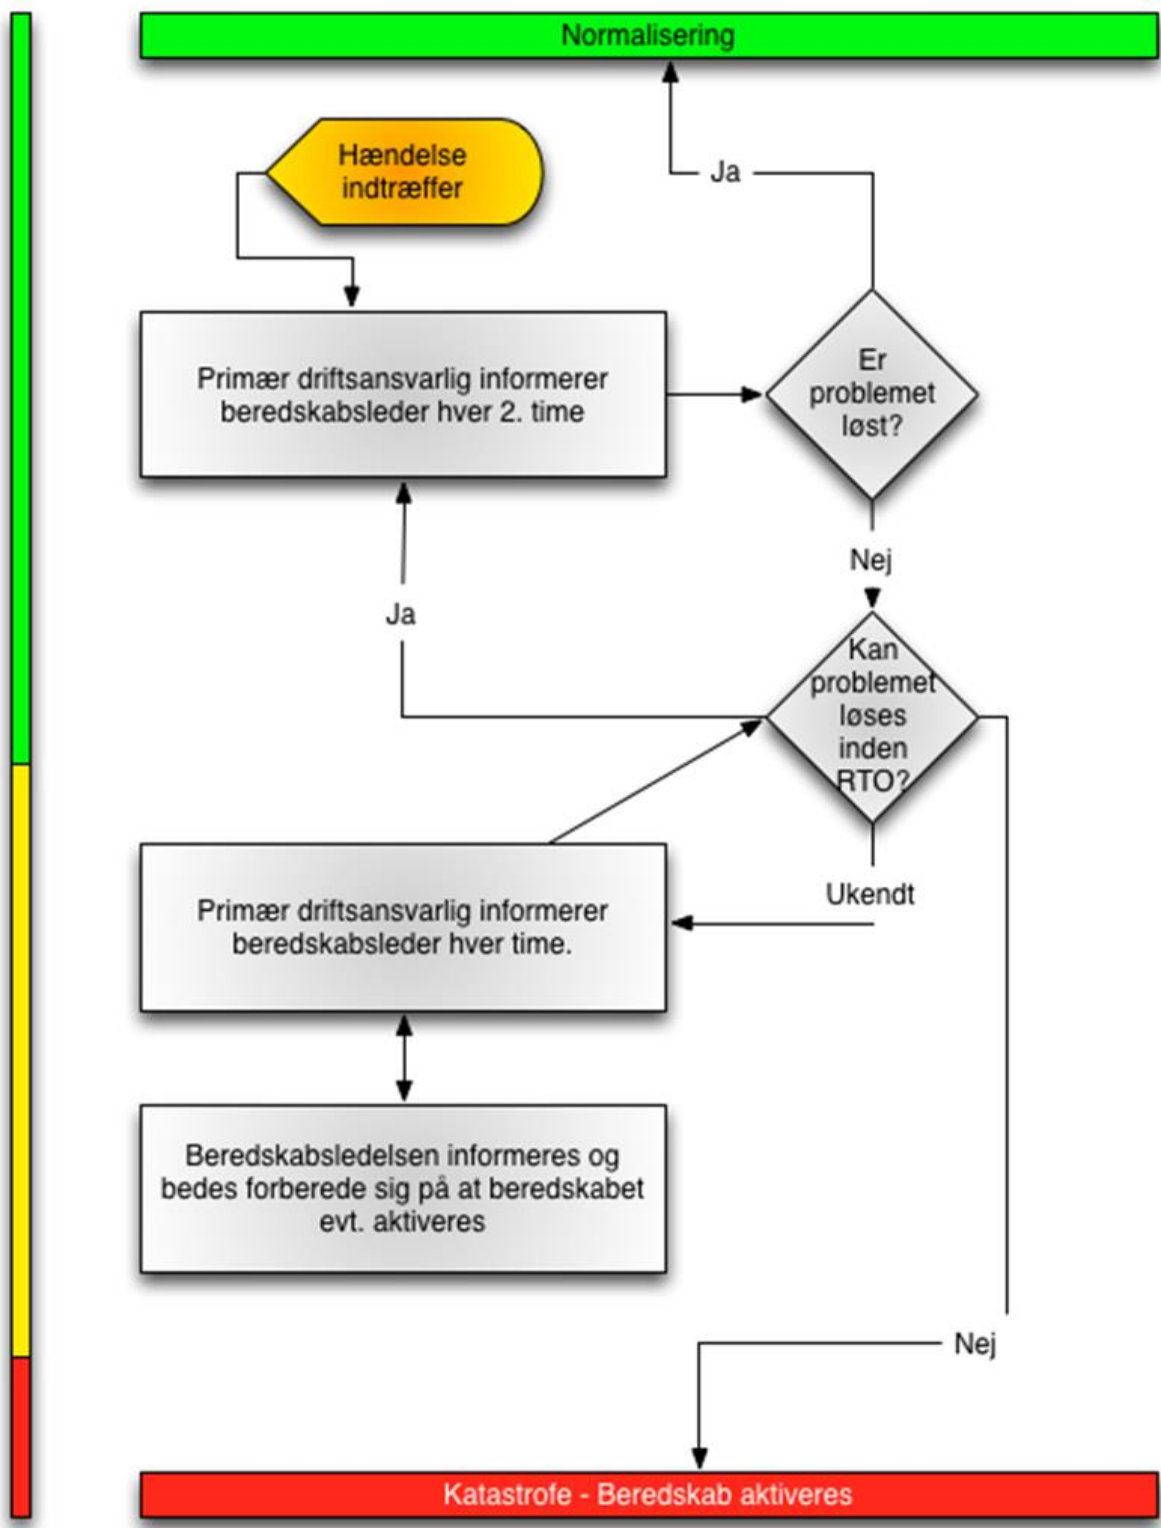 Normalisering
Ja
Hændelse
indtræffer
Primær driftsansvarlig informerer
beredskabsleder hver 2. time
Er
problemet
løst?
Nej
Ja
Kan
problemet
løses
inden
RTO?
Ukendt
Primær driftsansvarlig informerer
beredskabsleder hver time.
Beredskabsledelsen informeres og
bedes forberede sig på at beredskabet
evt. aktiveres
Nej
Katastrofe - Beredskab aktiveres